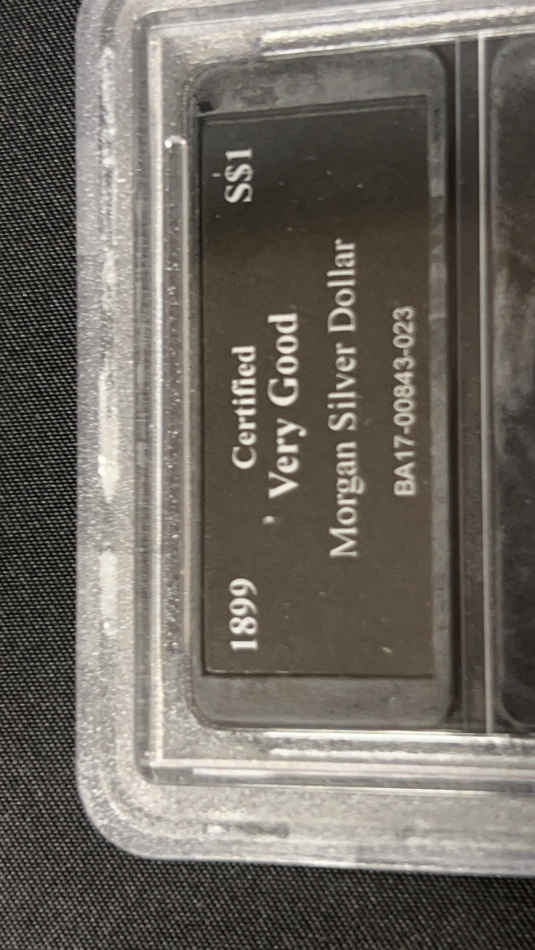 1899 Certified S$1
Very Good
Morgan Silver Dollar
BA17-00843-023